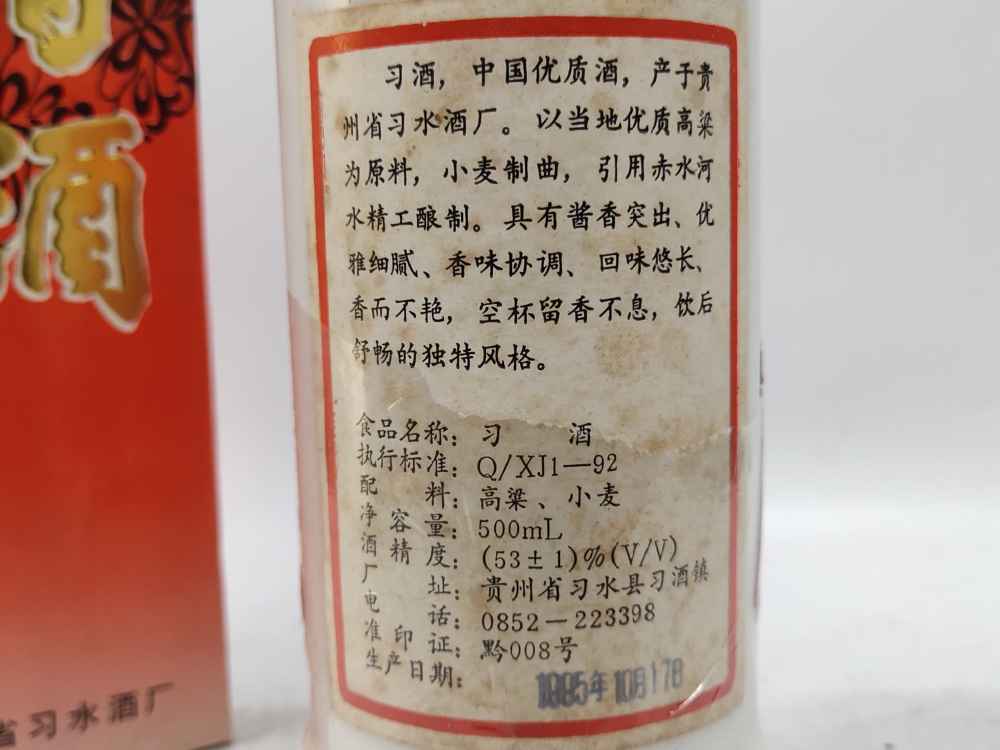 酒
省习水酒厂
习酒，中国优质酒，产于贵
州省习水酒厂。以当地优质高粱
为原料，小麦制曲，引用赤水河
水精工酿制。具有酱香突出、优
雅细腻、香味协调、回味悠长、
香而不艳，空杯留香不息，饮后
舒畅的独特风格。
食品名称：习 酒
执行标准：Q/XJ1—92
配 料：高粱、小麦
净 容 量：500mL
酒 精 度：(53±1)%(V/V)
厂 址：贵州省习水县习酒镇
电 话：0852—223398
准 印 证：黔008号
生产日期：
1995年10月17日